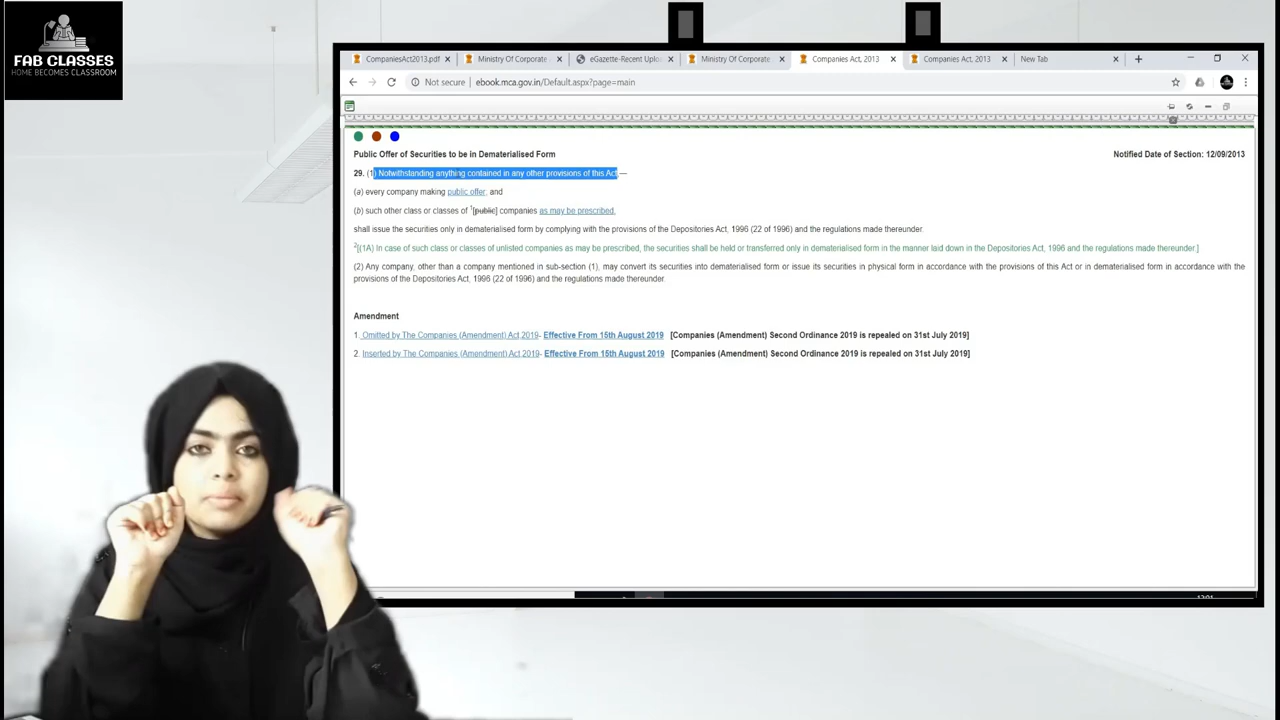 FAB CLASSES
HOME BECOMES CLASSROOM
CompaniesAct2013.pdf
Ministry Of Corporate
eGazette-Recent Uplo
Ministry Of Corporate
Companies Act, 2013
Companies Act, 2013
New Tab
Not secure
ebook.mca.gov.in/Default.aspx?page=main
Public Offer of Securities to be in Dematerialised Form
Notified Date of Section: 12/09/2013
29. (1) Notwithstanding anything contained in any other provisions of this Act,—
(a) every company making public offer; and
(b) such other class or classes of 1[public] companies as may be prescribed,
shall issue the securities only in dematerialised form by complying with the provisions of the Depositories Act, 1996 (22 of 1996) and the regulations made thereunder.
2[(1A) In case of such class or classes of unlisted companies as may be prescribed, the securities shall be held or transferred only in dematerialised form in the manner laid down in the Depositories Act, 1996 and the regulations made thereunder.]
(2) Any company, other than a company mentioned in sub-section (1), may convert its securities into dematerialised form or issue its securities in physical form in accordance with the provisions of this Act or in dematerialised form in accordance with the
provisions of the Depositories Act, 1996 (22 of 1996) and the regulations made thereunder.
Amendment
1. Omitted by The Companies (Amendment) Act,2019- Effective From 15th August 2019 [Companies (Amendment) Second Ordinance 2019 is repealed on 31st July 2019]
2. Inserted by The Companies (Amendment) Act 2019- Effective From 15th August 2019 [Companies (Amendment) Second Ordinance 2019 is repealed on 31st July 2019]